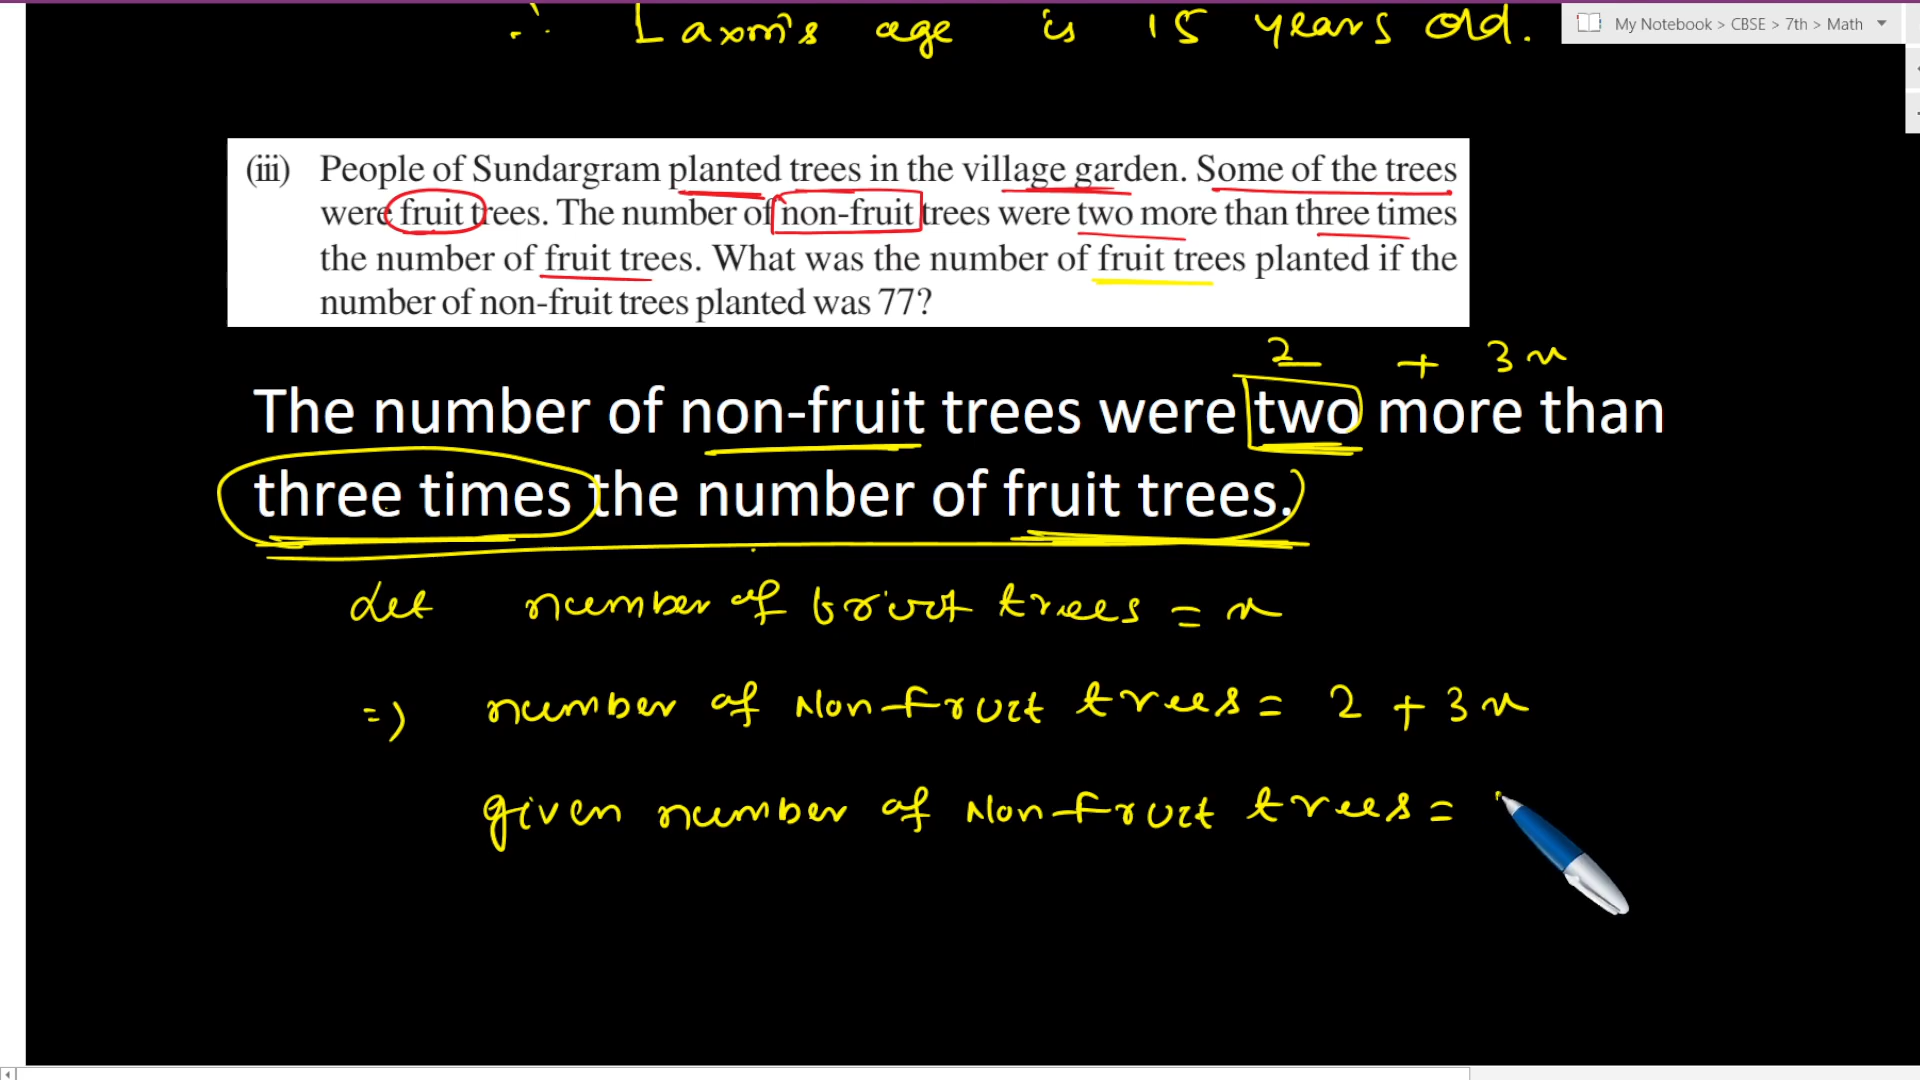 ∴ Laxmi's age is 15 years old.
My Notebook > CBSE > 7th > Math
(iii) People of Sundargram planted trees in the village garden. Some of the trees
were fruit trees. The number of non-fruit trees were two more than three times
the number of fruit trees. What was the number of fruit trees planted if the
number of non-fruit trees planted was 77?
2 + 3x
The number of non-fruit trees were two more than
three times the number of fruit trees.
Let number of fruit trees = x
=) number of Non-fruit trees = 2 + 3x
given number of Non-fruit trees =